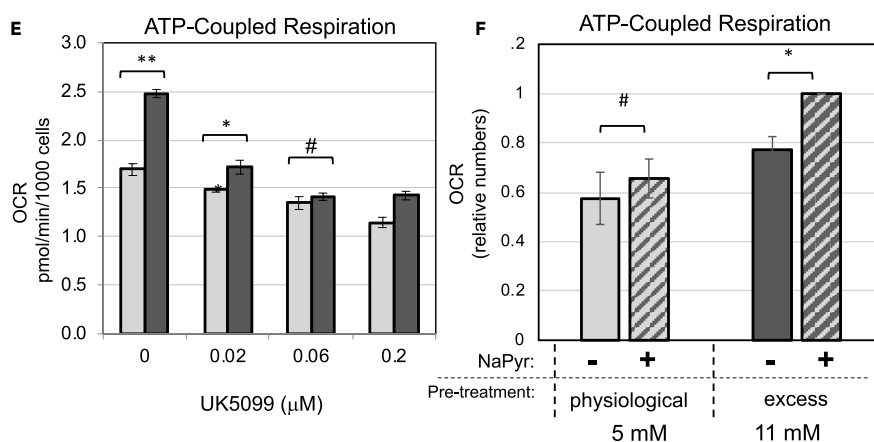 E
ATP-Coupled Respiration
3.0
2.5
2.0
1.5
1.0
0.5
0.0
OCR
pmol/min/1000 cells
**
*
#
*
0 0.02 0.06 0.2
UK5099 (μM)
F
ATP-Coupled Respiration
.2
1
0.8
0.6
0.4
0.2
0
OCR
(relative numbers)
#
*
NaPyr: - + - +
Pre-treatment: physiological excess
5 mM 11 mM